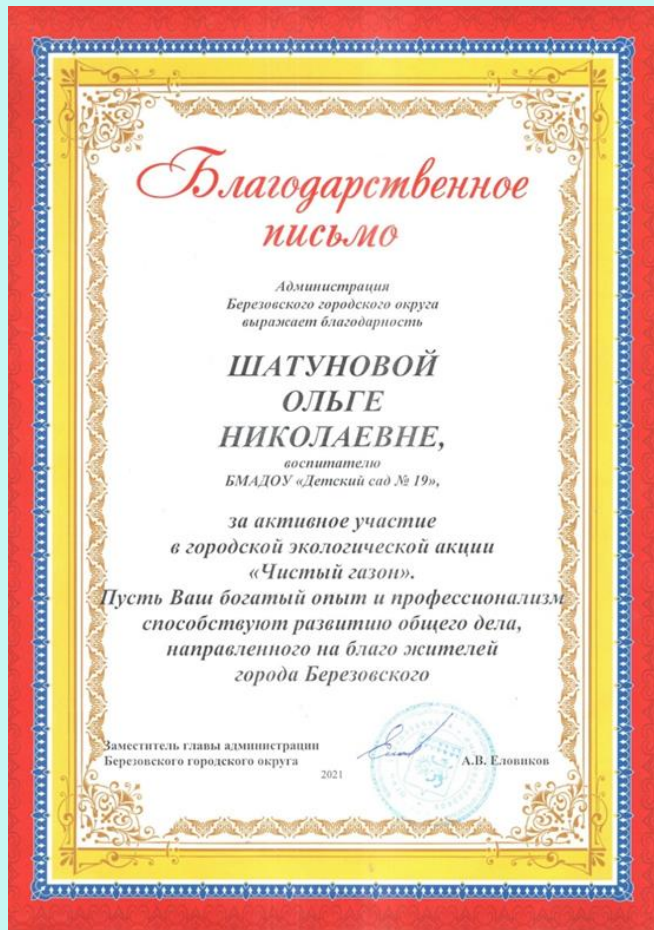 Благодарственное
письмо
Администрация
Березовского городского округа
выражает благодарность
ШАТУНОВОЙ
ОЛЬГЕ
НИКОЛАЕВНЕ,
воспитателю
БМАДОУ «Детский сад № 19»,
за активное участие
в городской экологической акции
«Чистый газон».
Пусть Ваш богатый опыт и профессионализм
способствуют развитию общего дела,
направленного на благо жителей
города Березовского
Заместитель главы администрации
Березовского городского округа
А.В. Еловиков
2021